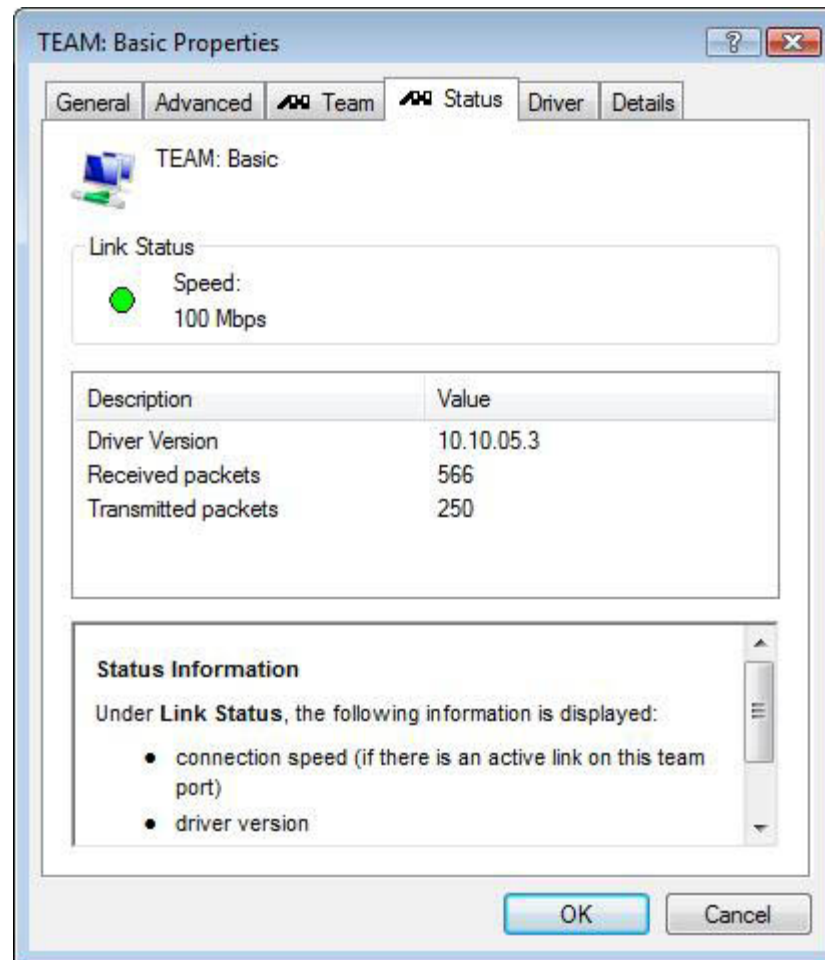 TEAM: Basic Properties
General Advanced Team Status Driver Details
TEAM: Basic
Link Status
Speed:
100 Mbps
Description Value
Driver Version 10.10.05.3
Received packets 566
Transmitted packets 250
Status Information
Under Link Status, the following information is displayed:
● connection speed (if there is an active link on this team
port)
● driver version
OK Cancel